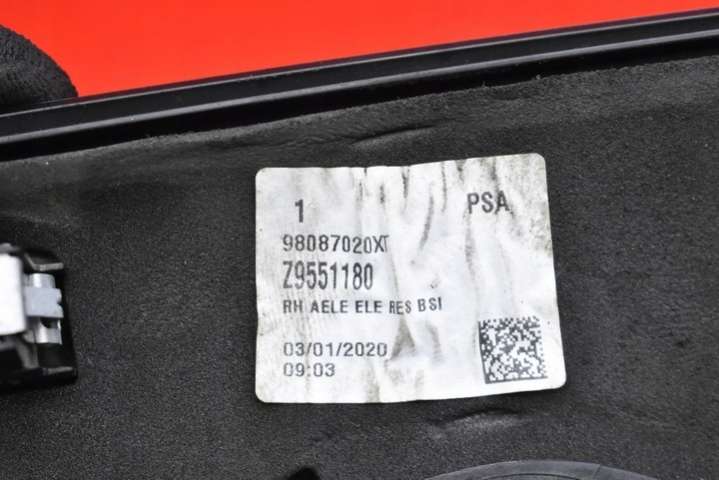 1 PSA
98087020XT
Z9551180
RH AELE ELE RES BSI
03/01/2020
09:03